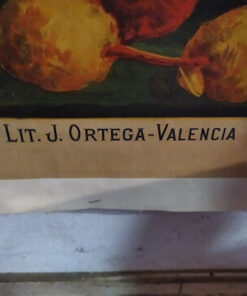 LIT. J. ORTEGA-VALENCIA